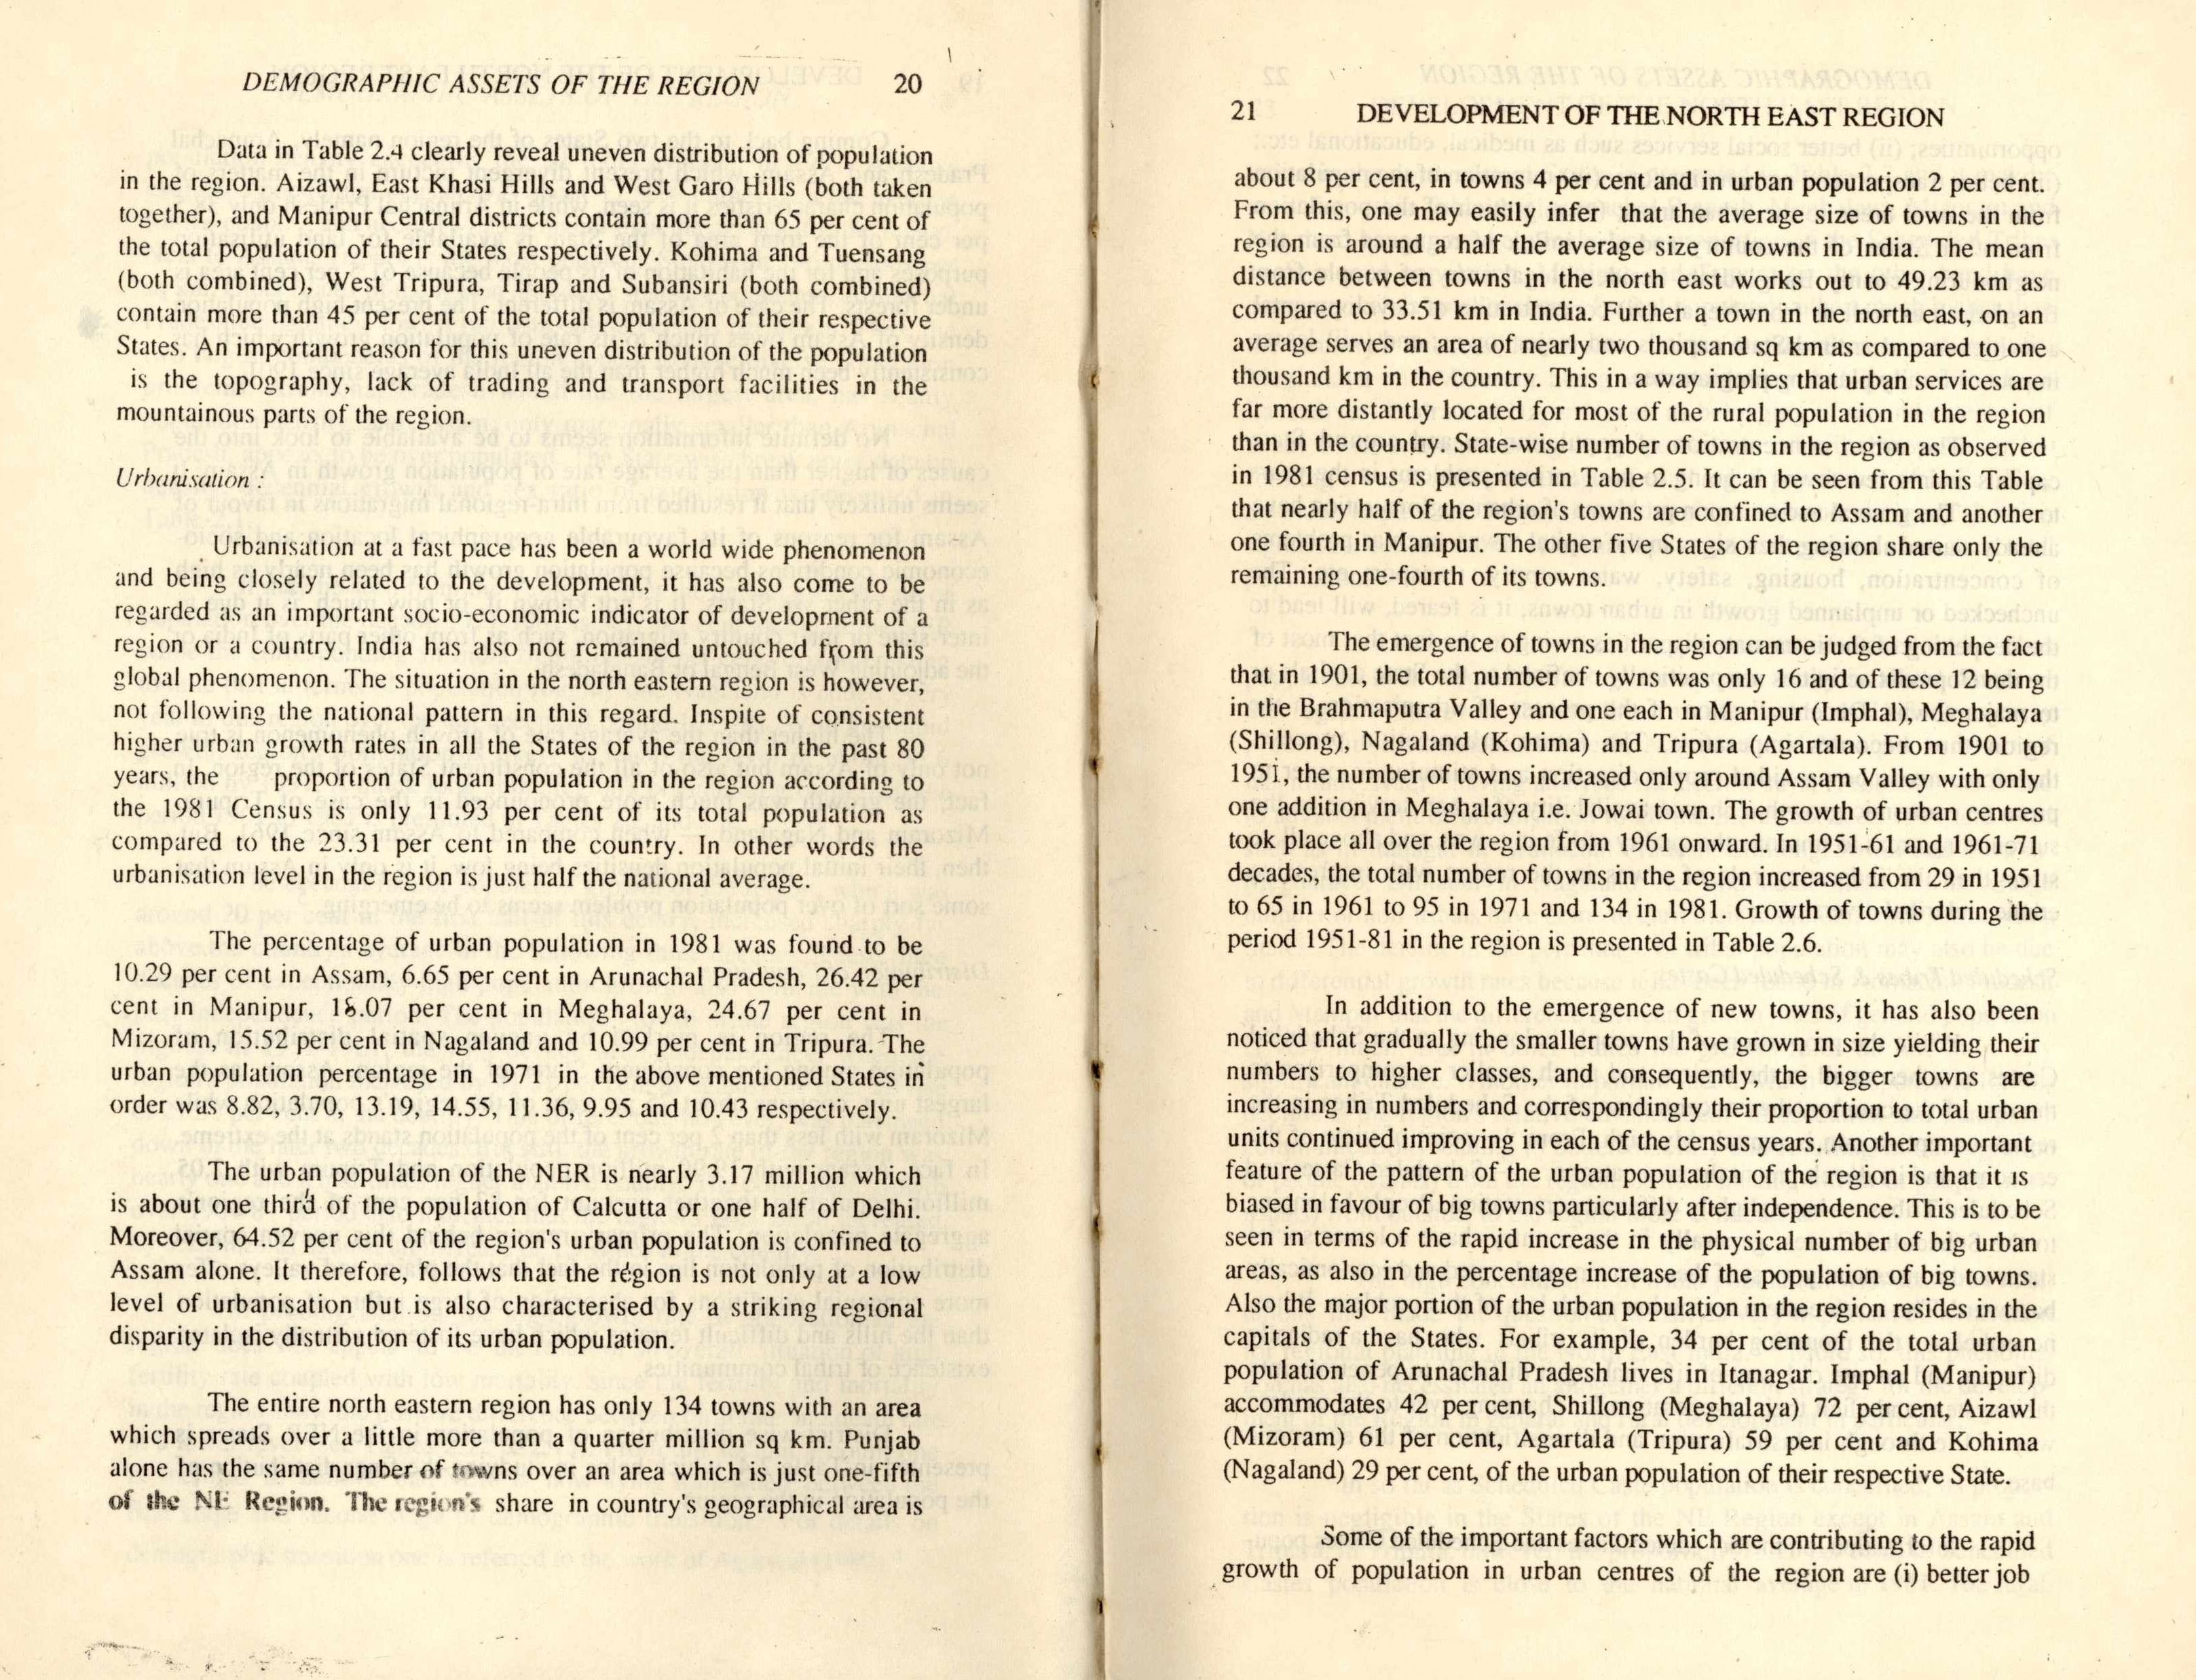 DEMOGRAPHIC ASSETS OF THE REGION 20
Data in Table 2.4 clearly reveal uneven distribution of population
in the region. Aizawl, East Khasi Hills and West Garo Hills (both taken
together), and Manipur Central districts contain more than 65 per cent of
the total population of their States respectively. Kohima and Tuensang
(both combined), West Tripura, Tirap and Subansiri (both combined)
contain more than 45 per cent of the total population of their respective
States. An important reason for this uneven distribution of the population
is the topography, lack of trading and transport facilities in the
mountainous parts of the region.
Urbanisation :
Urbanisation at a fast pace has been a world wide phenomenon
and being closely related to the development, it has also come to be
regarded as an important socio-economic indicator of development of a
region or a country. India has also not remained untouched from this
global phenomenon. The situation in the north eastern region is however,
not following the national pattern in this regard. Inspite of consistent
higher urban growth rates in all the States of the region in the past 80
years, the proportion of urban population in the region according to
the 1981 Census is only 11.93 per cent of its total population as
compared to the 23.31 per cent in the country. In other words the
urbanisation level in the region is just half the national average.
The percentage of urban population in 1981 was found to be
10.29 per cent in Assam, 6.65 per cent in Arunachal Pradesh, 26.42 per
cent in Manipur, 18.07 per cent in Meghalaya, 24.67 per cent in
Mizoram, 15.52 per cent in Nagaland and 10.99 per cent in Tripura. The
urban population percentage in 1971 in the above mentioned States in
order was 8.82, 3.70, 13.19, 14.55, 11.36, 9.95 and 10.43 respectively.
The urban population of the NER is nearly 3.17 million which
is about one third of the population of Calcutta or one half of Delhi.
Moreover, 64.52 per cent of the region's urban population is confined to
Assam alone. It therefore, follows that the region is not only at a low
level of urbanisation but is also characterised by a striking regional
disparity in the distribution of its urban population.
The entire north eastern region has only 134 towns with an area
which spreads over a little more than a quarter million sq km. Punjab
alone has the same number of towns over an area which is just one-fifth
of the NE Region. The region's share in country's geographical area is
21 DEVELOPMENT OF THE NORTH EAST REGION
about 8 per cent, in towns 4 per cent and in urban population 2 per cent.
From this, one may easily infer that the average size of towns in the
region is around a half the average size of towns in India. The mean
distance between towns in the north east works out to 49.23 km as
compared to 33.51 km in India. Further a town in the north east, on an
average serves an area of nearly two thousand sq km as compared to one
thousand km in the country. This in a way implies that urban services are
far more distantly located for most of the rural population in the region
than in the country. State-wise number of towns in the region as observed
in 1981 census is presented in Table 2.5. It can be seen from this Table
that nearly half of the region's towns are confined to Assam and another
one fourth in Manipur. The other five States of the region share only the
remaining one-fourth of its towns.
The emergence of towns in the region can be judged from the fact
that in 1901, the total number of towns was only 16 and of these 12 being
in the Brahmaputra Valley and one each in Manipur (Imphal), Meghalaya
(Shillong), Nagaland (Kohima) and Tripura (Agartala). From 1901 to
1951, the number of towns increased only around Assam Valley with only
one addition in Meghalaya i.e. Jowai town. The growth of urban centres
took place all over the region from 1961 onward. In 1951-61 and 1961-71
decades, the total number of towns in the region increased from 29 in 1951
to 65 in 1961 to 95 in 1971 and 134 in 1981. Growth of towns during the
period 1951-81 in the region is presented in Table 2.6.
In addition to the emergence of new towns, it has also been
noticed that gradually the smaller towns have grown in size yielding their
numbers to higher classes, and consequently, the bigger towns are
increasing in numbers and correspondingly their proportion to total urban
units continued improving in each of the census years. Another important
feature of the pattern of the urban population of the region is that it is
biased in favour of big towns particularly after independence. This is to be
seen in terms of the rapid increase in the physical number of big urban
areas, as also in the percentage increase of the population of big towns.
Also the major portion of the urban population in the region resides in the
capitals of the States. For example, 34 per cent of the total urban
population of Arunachal Pradesh lives in Itanagar. Imphal (Manipur)
accommodates 42 per cent, Shillong (Meghalaya) 72 per cent, Aizawl
(Mizoram) 61 per cent, Agartala (Tripura) 59 per cent and Kohima
(Nagaland) 29 per cent, of the urban population of their respective State.
Some of the important factors which are contributing to the rapid
growth of population in urban centres of the region are (i) better job